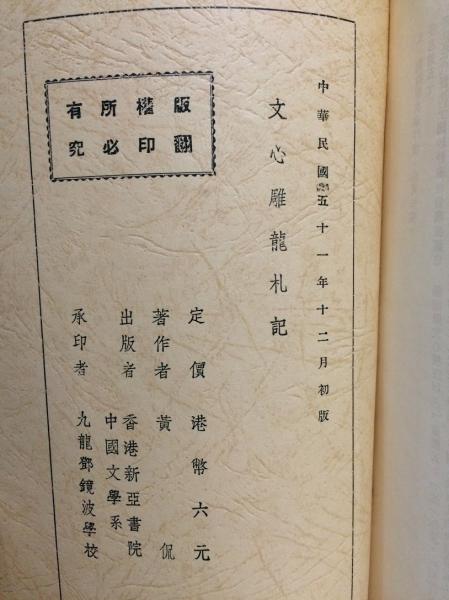 中華民國五十一年十二月初版
文心雕龍札記
版權所有
翻印必究
定價港幣六元
著作者黃侃
出版者香港新亞書院
中國文學系
承印者九龍鄧鏡波學校